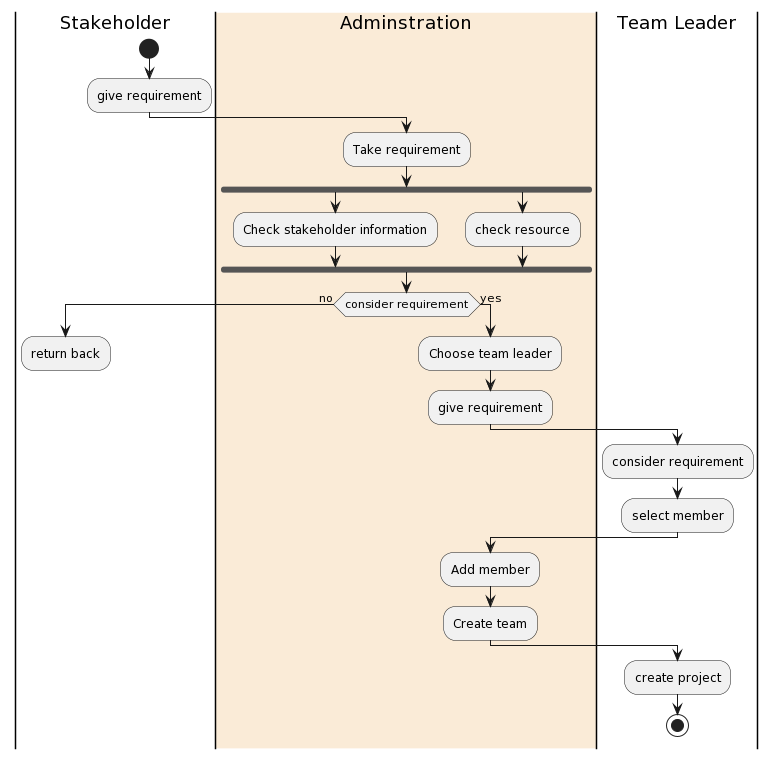 Stakeholder
Adminstration
Team Leader
give requirement
Take requirement
Check stakeholder information
check resource
no
consider requirement
yes
return back
Choose team leader
give requirement
consider requirement
select member
Add member
Create team
create project